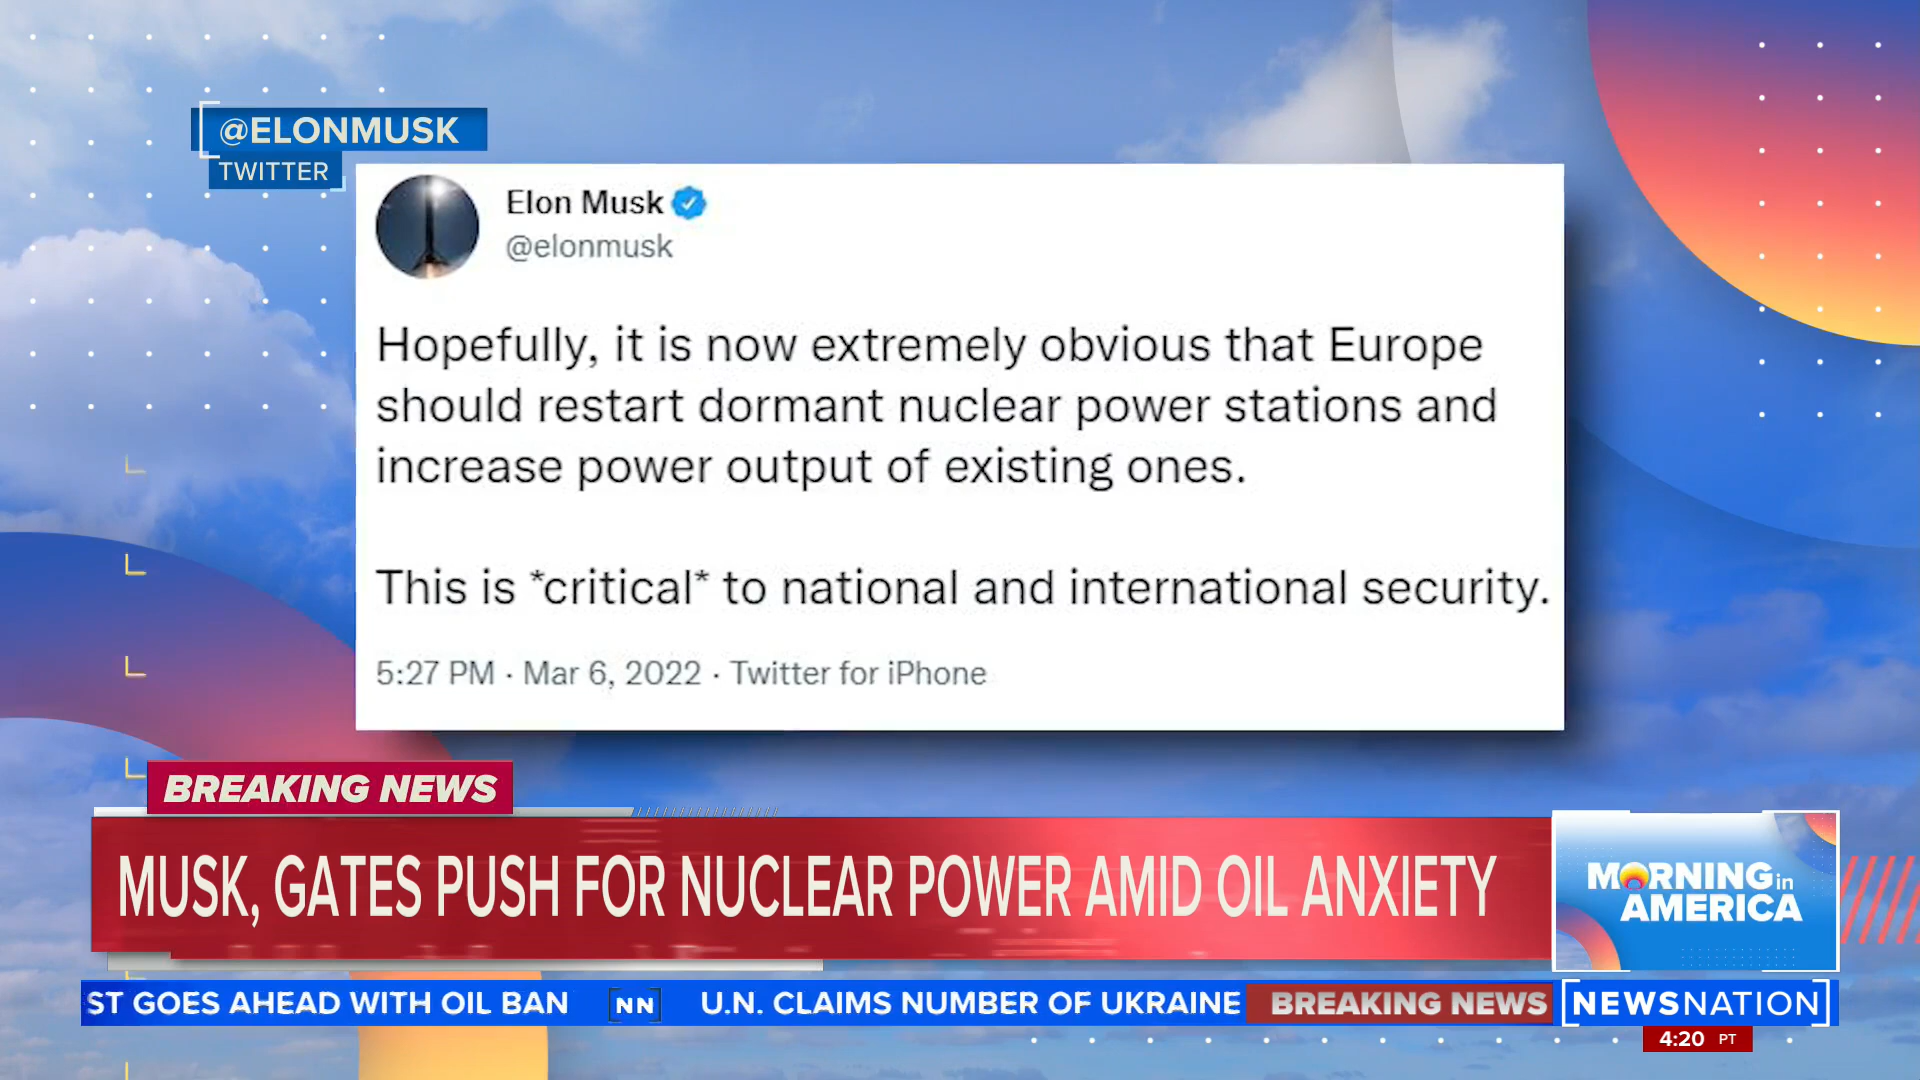 @ELONMUSK
TWITTER
Elon Musk
@elonmusk
Hopefully, it is now extremely obvious that Europe
should restart dormant nuclear power stations and
increase power output of existing ones.
This is *critical* to national and international security.
5:27 PM · Mar 6, 2022 · Twitter for iPhone
BREAKING NEWS
MUSK, GATES PUSH FOR NUCLEAR POWER AMID OIL ANXIETY
MORNING in
AMERICA
ST GOES AHEAD WITH OIL BAN [NN] U.N. CLAIMS NUMBER OF UKRAINE BREAKING NEWS [NEWSNATION]
4:20 PT